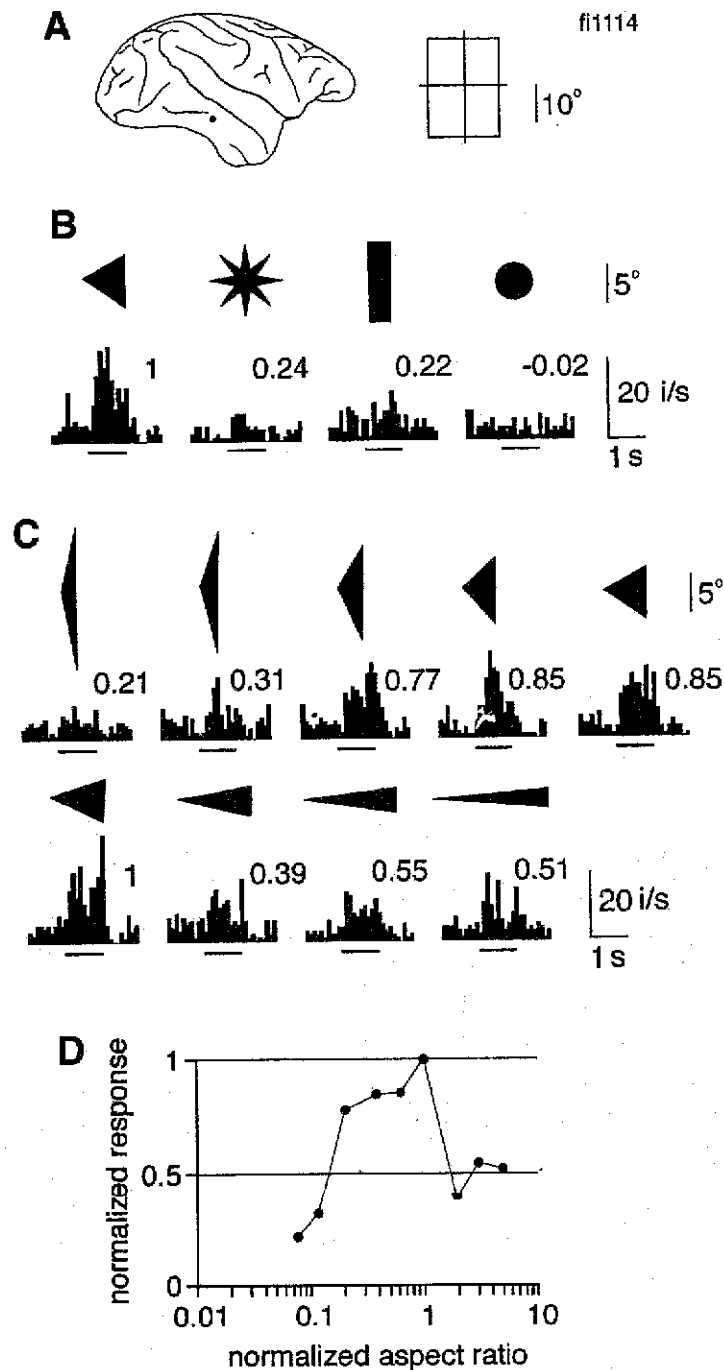 A
fi1114
10°
B
5°
1 0.24 0.22 -0.02
20 i/s
1 s
C
5°
0.21 0.31 0.77 0.85 0.85
1 0.39 0.55 0.51
20 i/s
1 s
D
normalized response
1
0.5
0
0.01 0.1 1 10
normalized aspect ratio